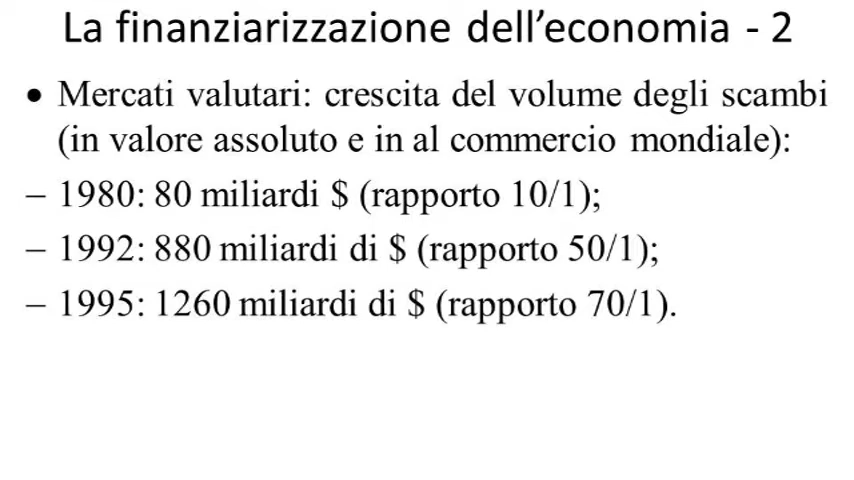 La finanziarizzazione dell’economia - 2
• Mercati valutari: crescita del volume degli scambi
(in valore assoluto e in al commercio mondiale):
– 1980: 80 miliardi $ (rapporto 10/1);
– 1992: 880 miliardi di $ (rapporto 50/1);
– 1995: 1260 miliardi di $ (rapporto 70/1).